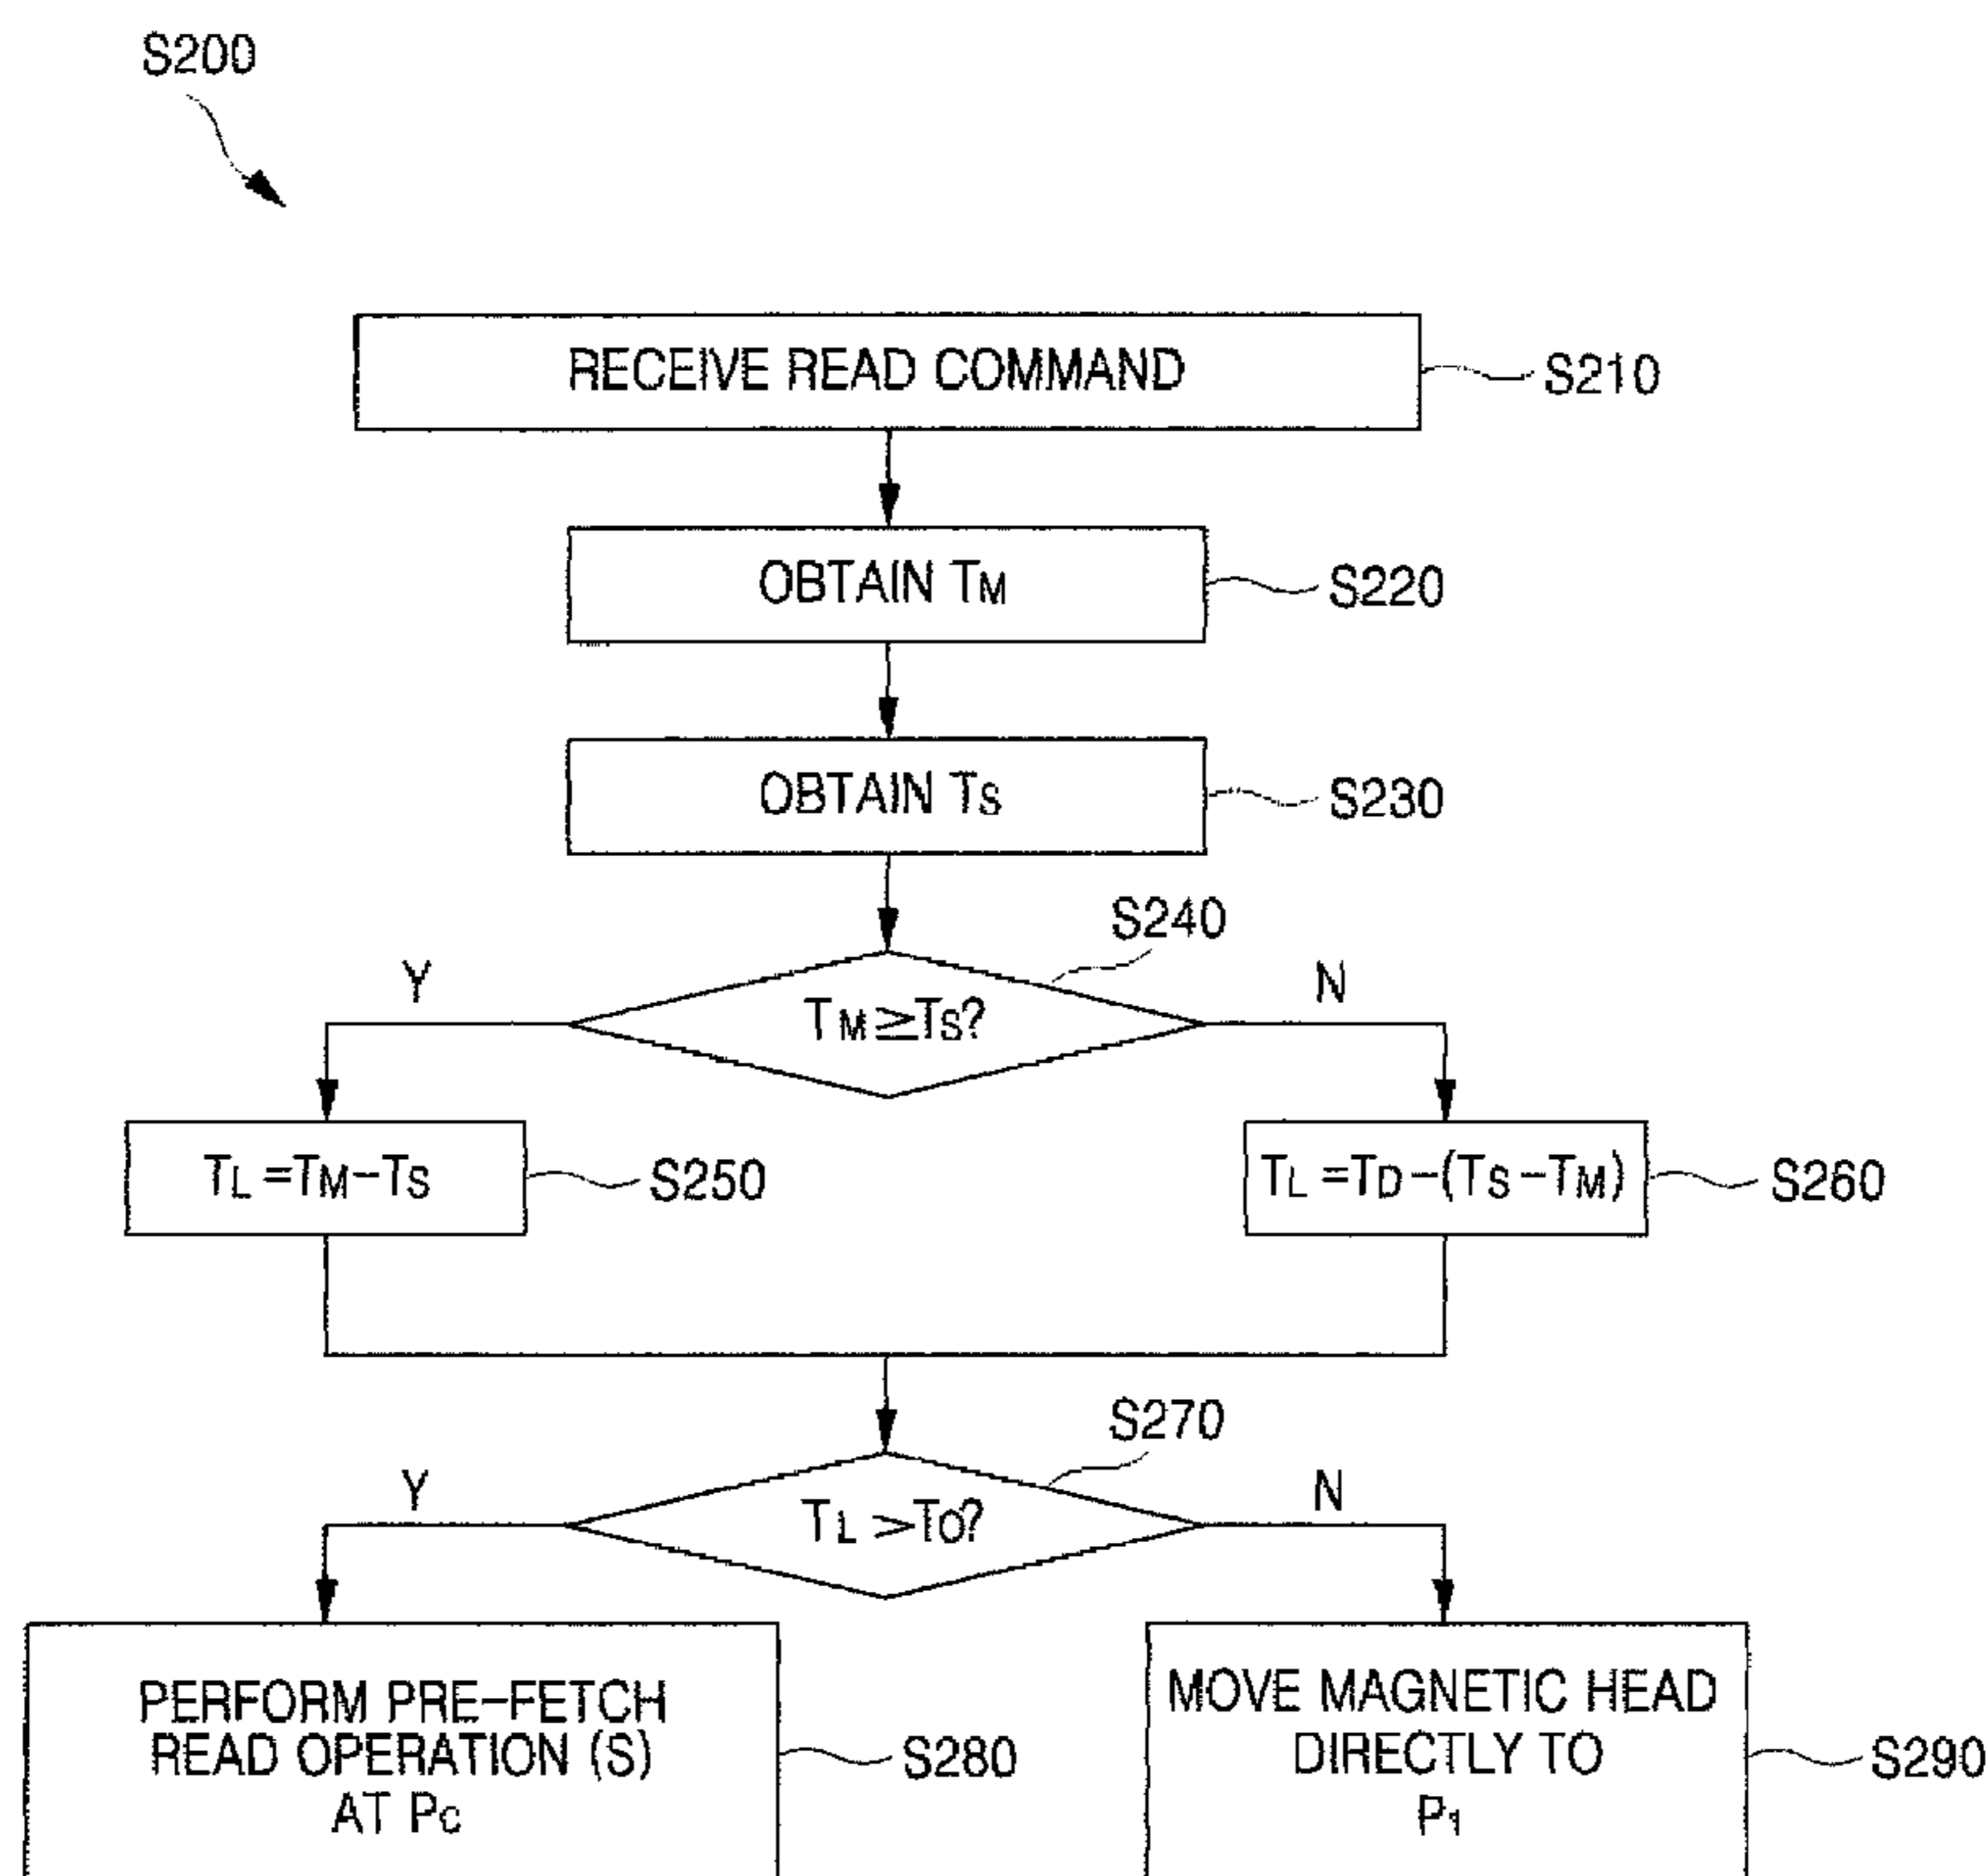 S200
RECEIVE READ COMMAND
S210
OBTAIN TM
S220
OBTAIN TS
S230
S240
Y
TM≥TS?
N
TL=TM-TS
S250
TL=TD-(TS-TM)
S260
S270
Y
TL>TO?
N
PERFORM PRE-FETCH
READ OPERATION (S)
AT PC
S280
MOVE MAGNETIC HEAD
DIRECTLY TO
P1
S290